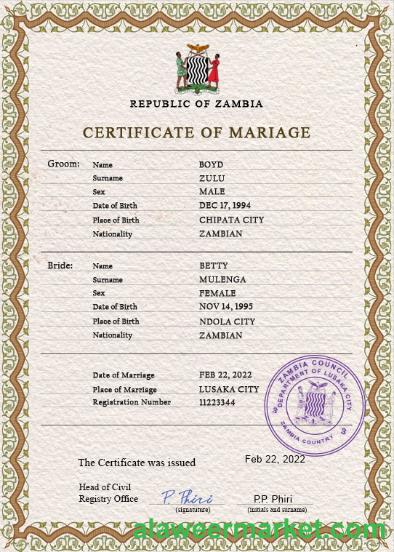 REPUBLIC OF ZAMBIA
CERTIFICATE OF MARIAGE
Groom: Name BOYD
Surname ZULU
Sex MALE
Date of Birth DEC 17, 1994
Place of Birth CHIPATA CITY
Nationality ZAMBIAN
Bride: Name BETTY
Surname MULENGA
Sex FEMALE
Date of Birth NOV 14, 1995
Place of Birth NDOLA CITY
Nationality ZAMBIAN
Date of Marriage FEB 22, 2022
Place of Marriage LUSAKA CITY
Registration Number 11223344
ZAMBIA COUNCIL
DEPARTMENT OF LUSAKA CITY
ZAMBIA COUNTRY
The Certificate was issued Feb 22, 2022
Head of Civil
Registry Office P. Phiri P.P. Phiri
(signature) (initials and surname)
alaweermarket.com